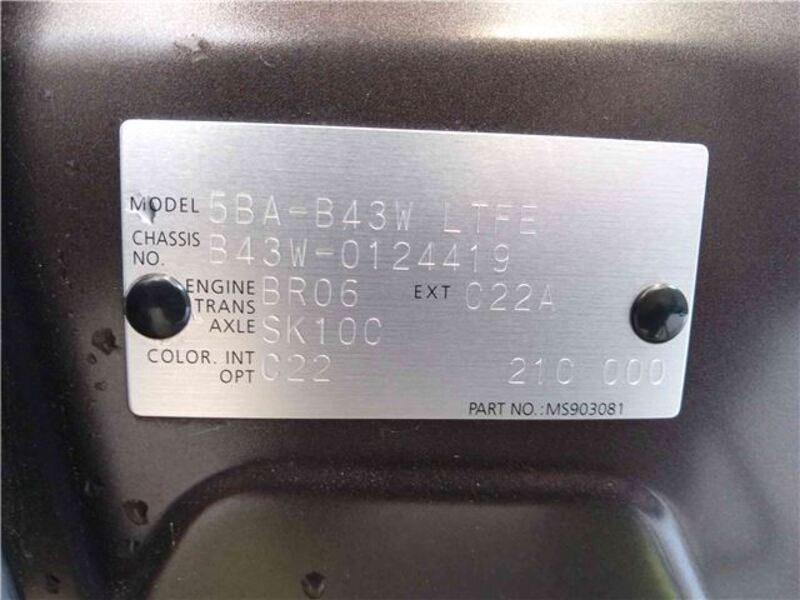 MODEL 5BA-B43W LTFE
CHASSIS NO. B43W-0124419
ENGINE BR06 EXT C22A
TRANS AXLE SK10C
COLOR. INT C22 21C 000
OPT
PART NO.:MS903081